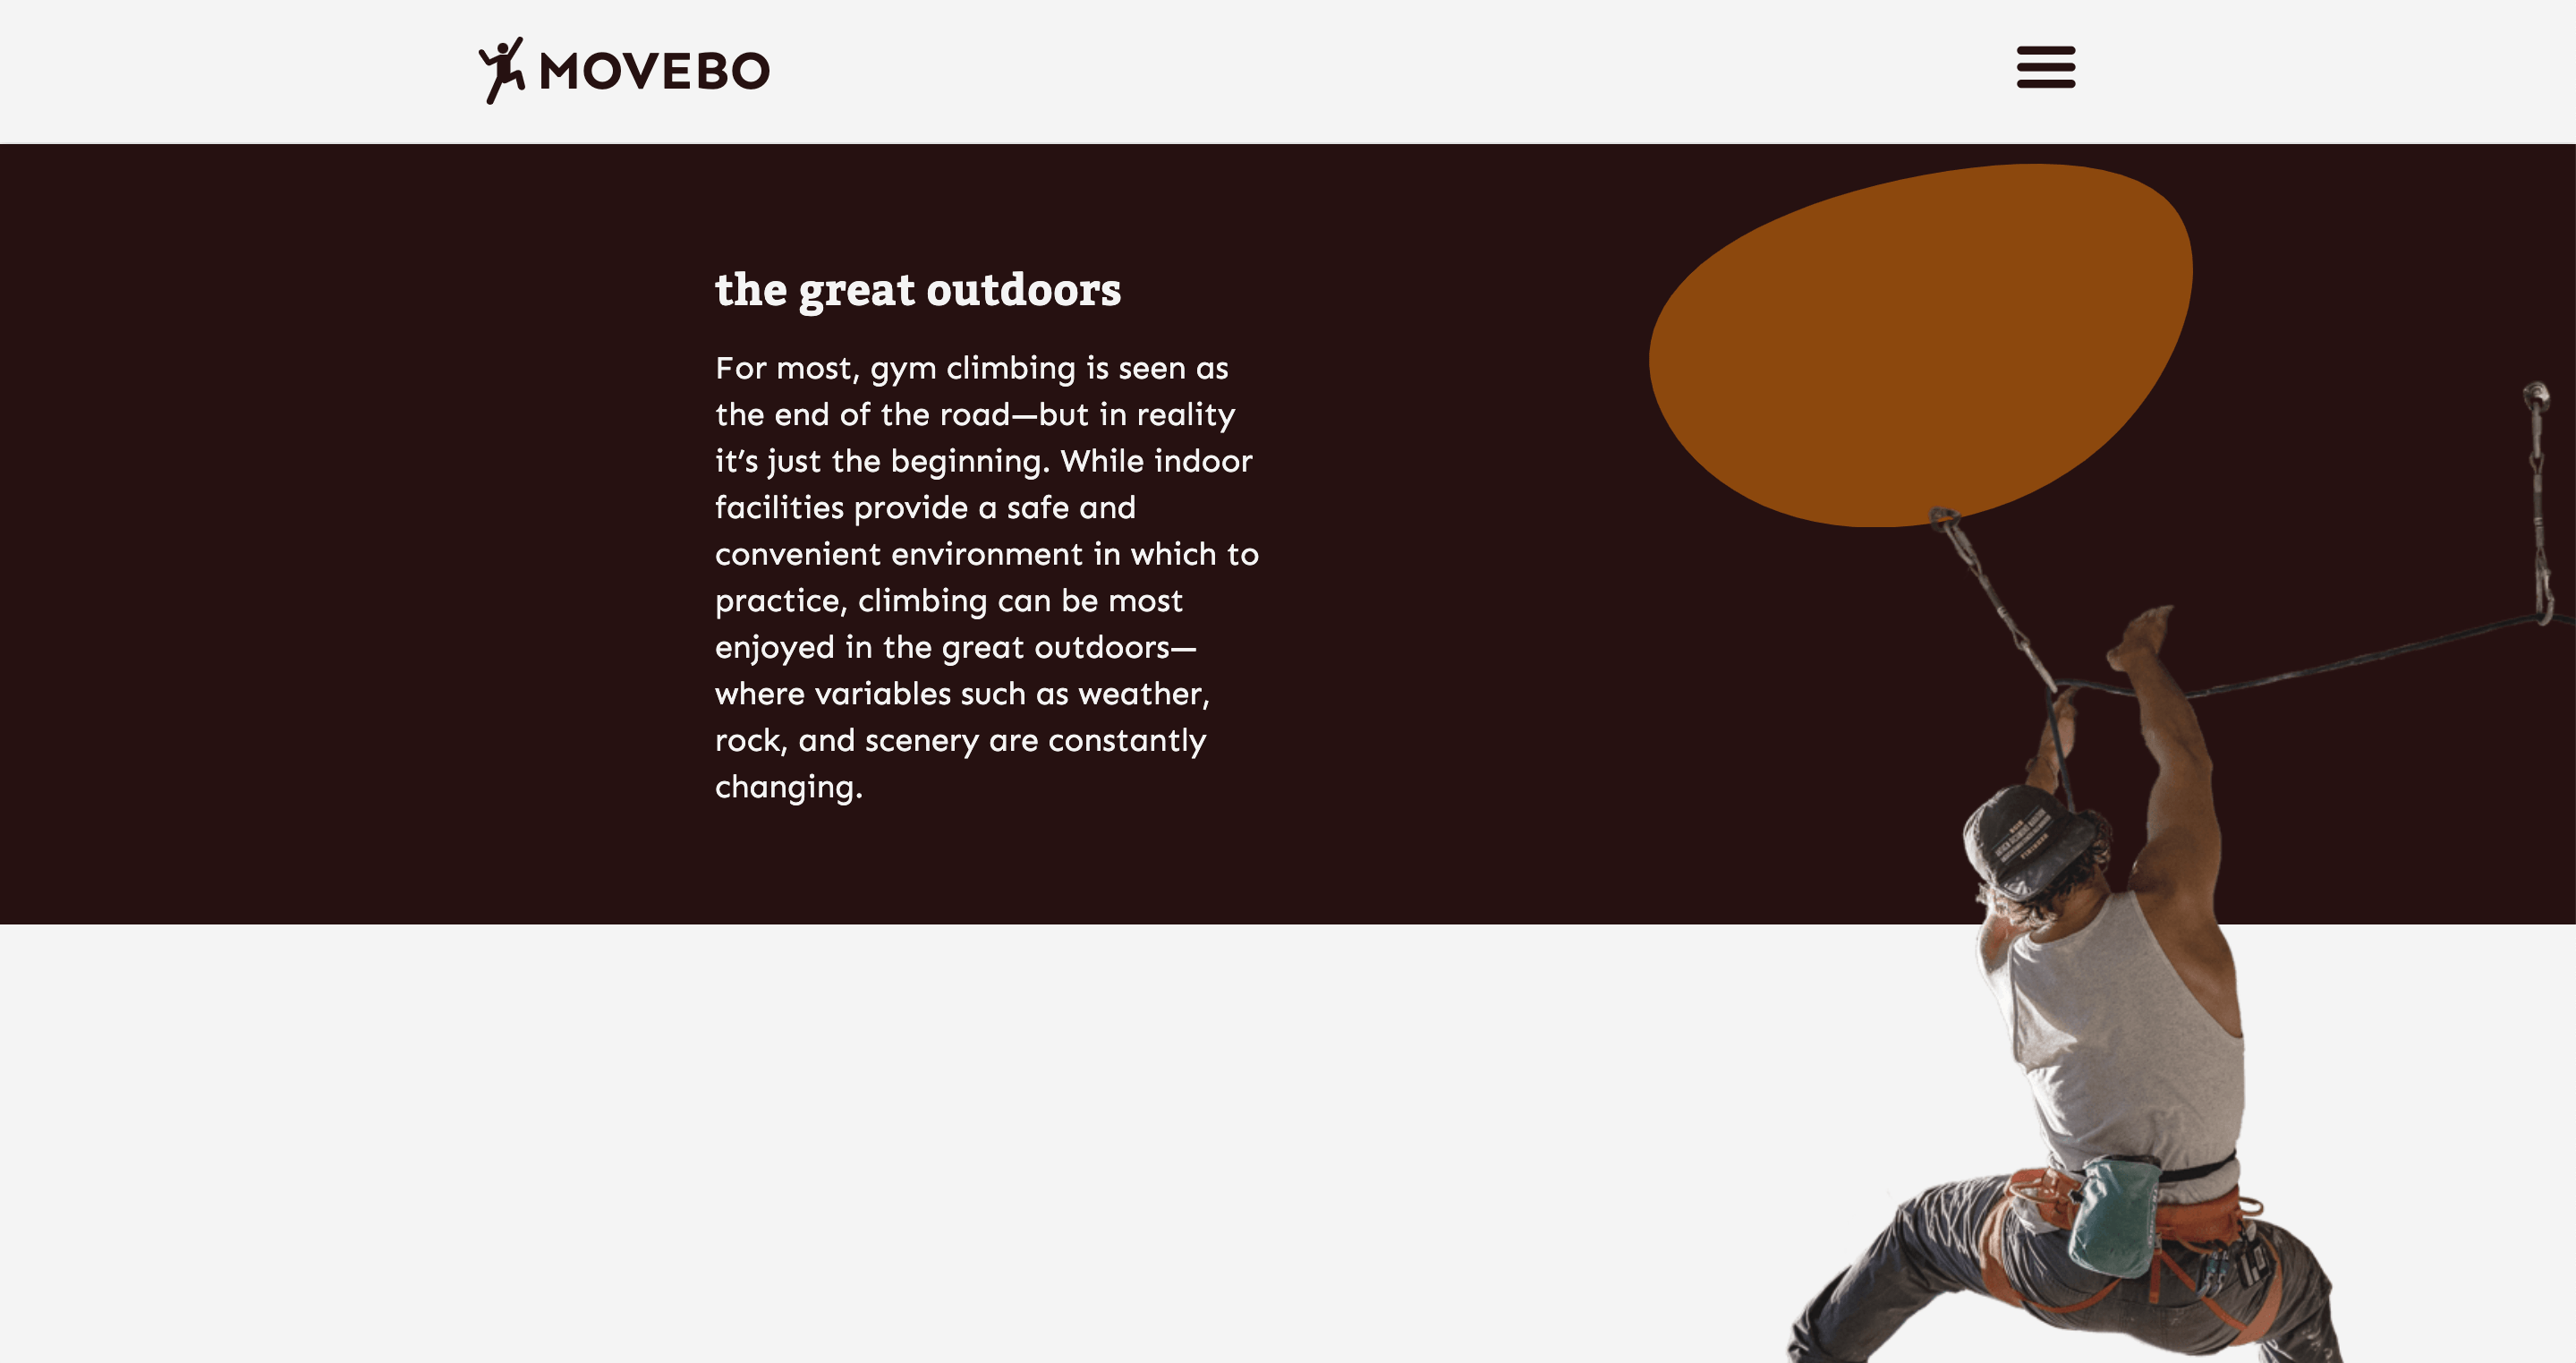 MOVEBO
the great outdoors
For most, gym climbing is seen as
the end of the road—but in reality
it’s just the beginning. While indoor
facilities provide a safe and
convenient environment in which to
practice, climbing can be most
enjoyed in the great outdoors—
where variables such as weather,
rock, and scenery are constantly
changing.